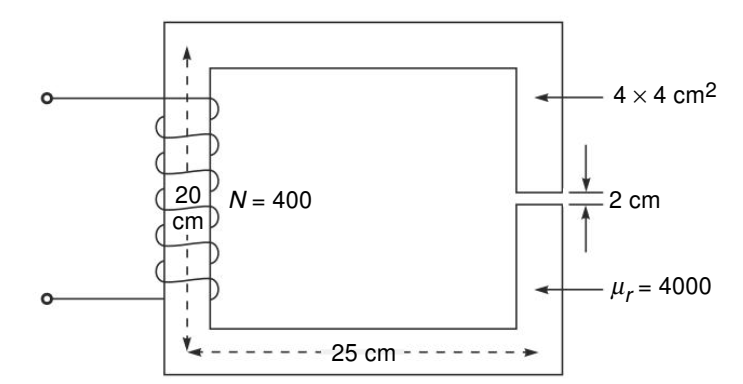 4 × 4 cm²
20
cm
N = 400
2 cm
μᵣ = 4000
25 cm